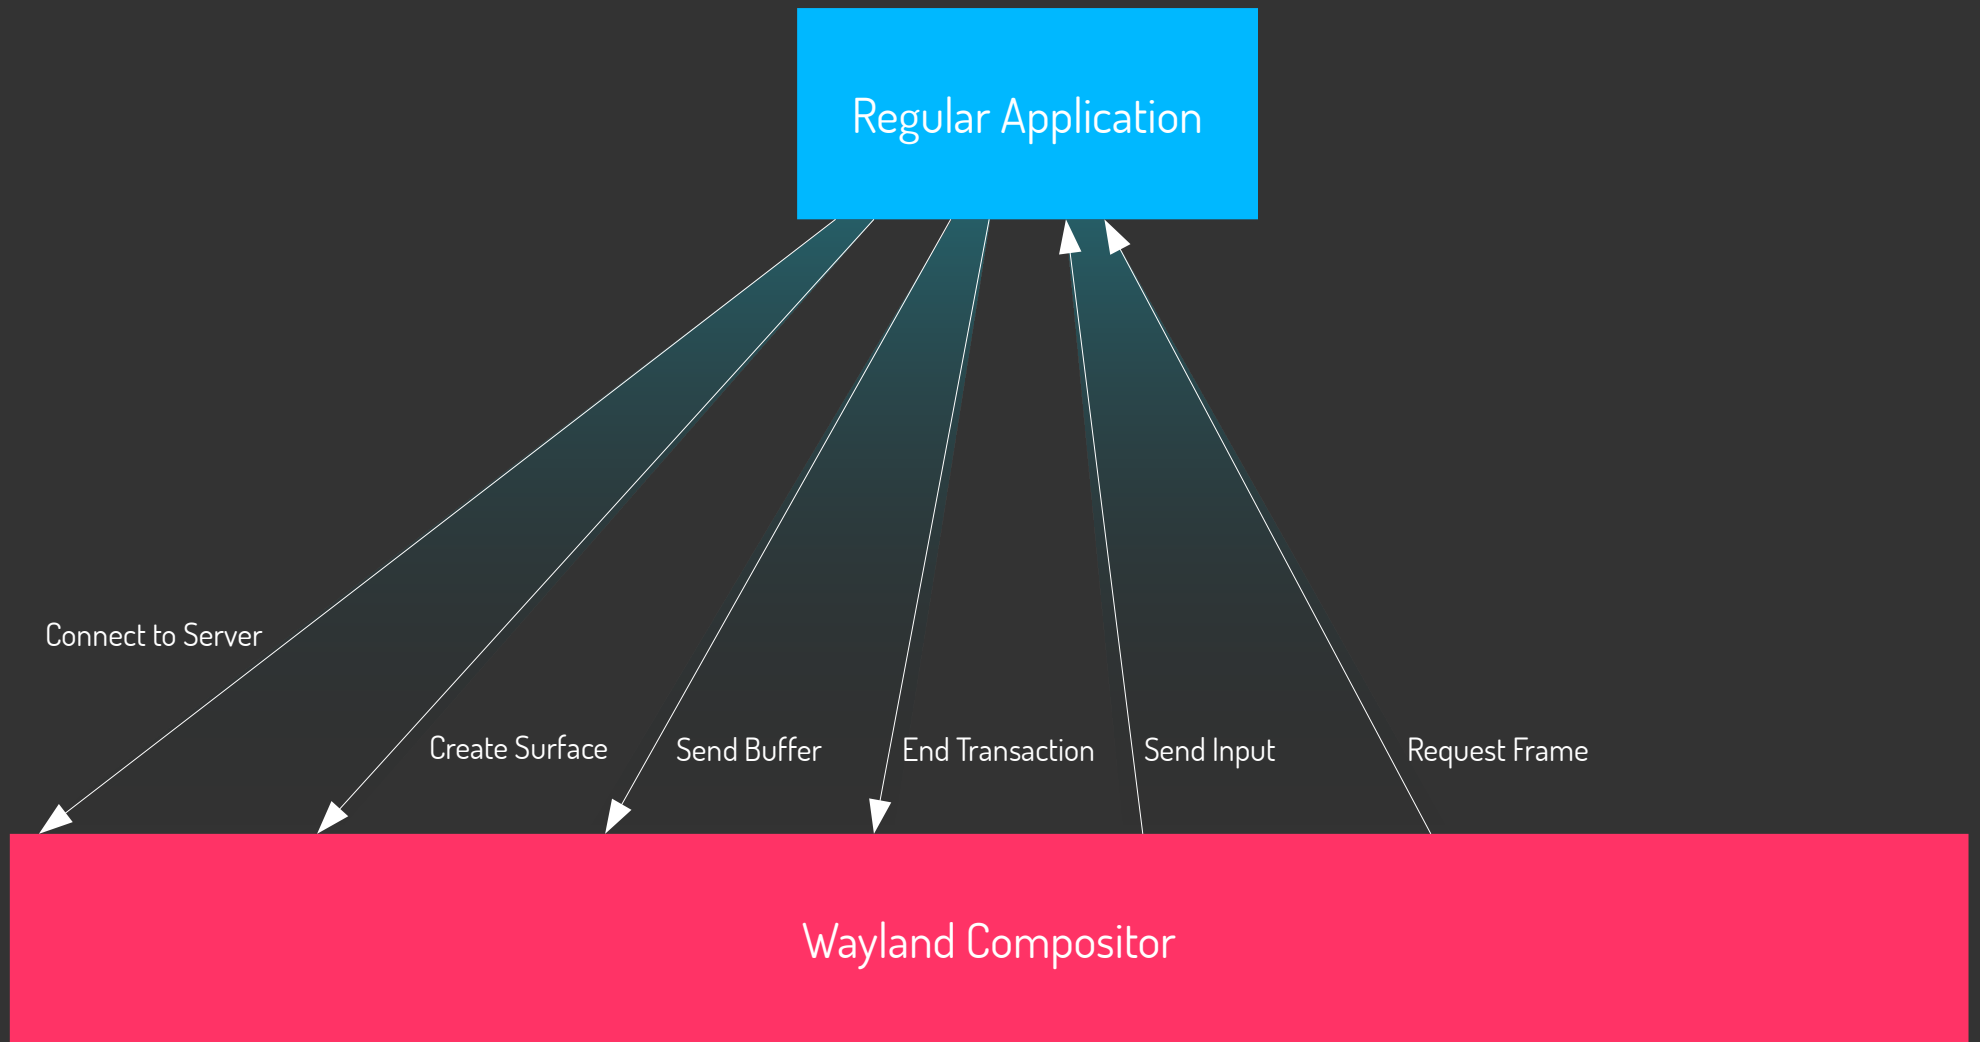 Regular Application
Connect to Server
Create Surface
Send Buffer
End Transaction
Send Input
Request Frame
Wayland Compositor